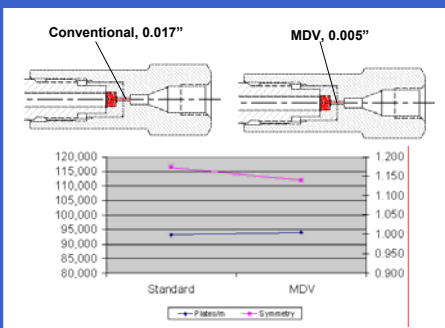 Conventional, 0.017”
MDV, 0.005”
120,000
115,000
110,000
105,000
100,000
95,000
90,000
85,000
80,000
1.200
1.150
1.100
1.050
1.000
0.950
0.900
Standard
MDV
Plates/m
Symmetry